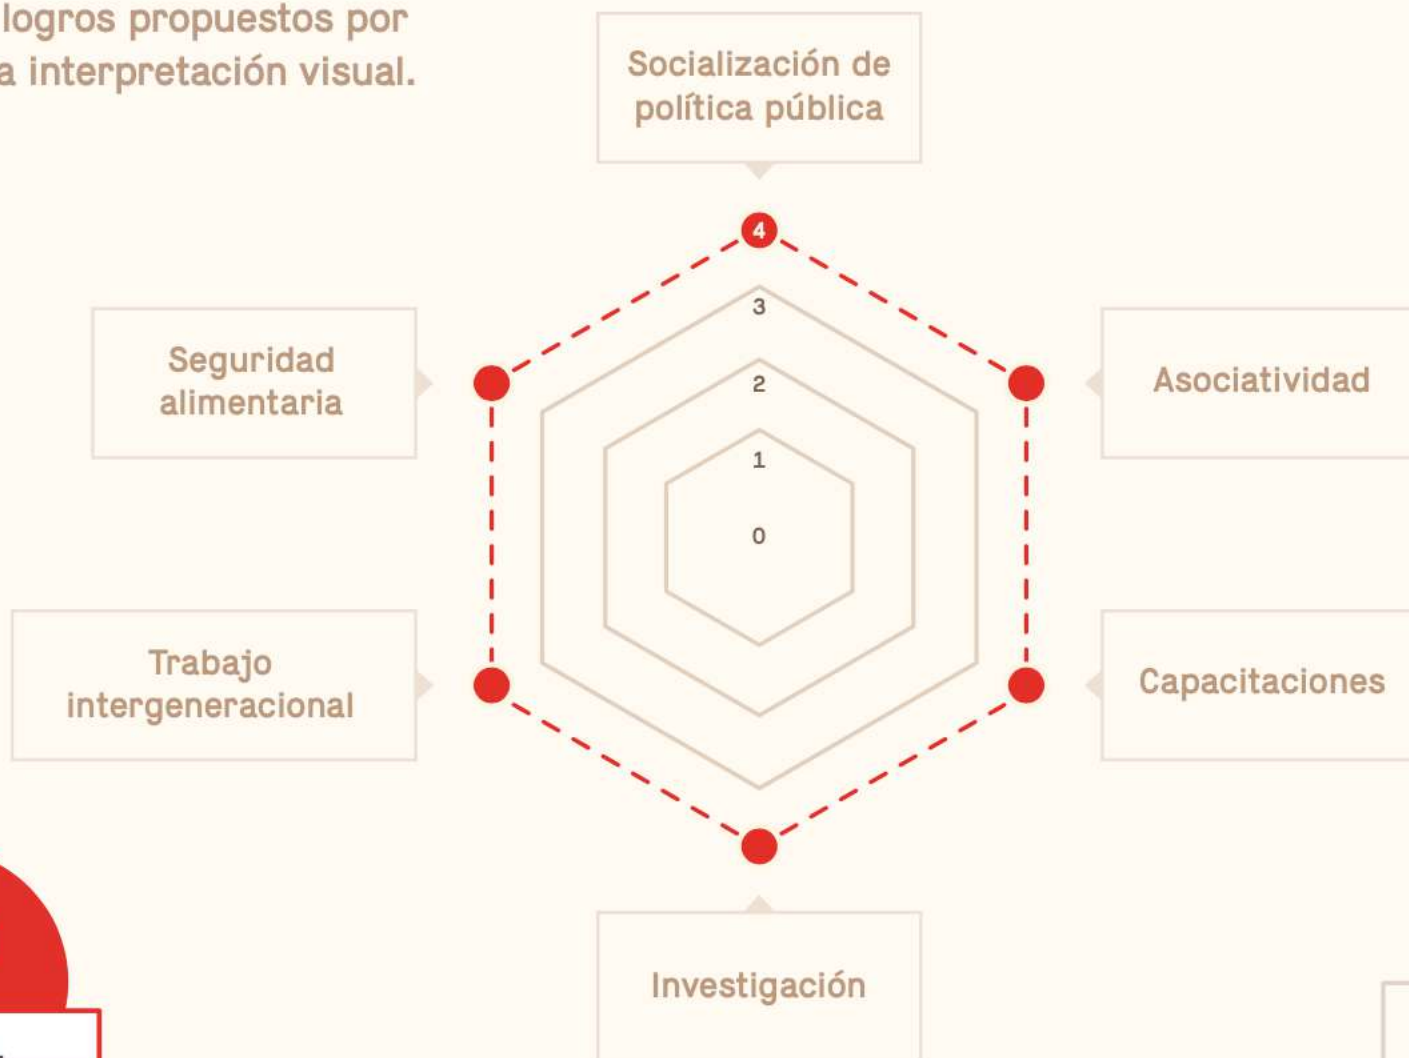 logros propuestos por
a interpretación visual.
Socialización de
política pública
4
3
2
1
0
Seguridad
alimentaria
Asociatividad
Trabajo
intergeneracional
Capacitaciones
Investigación